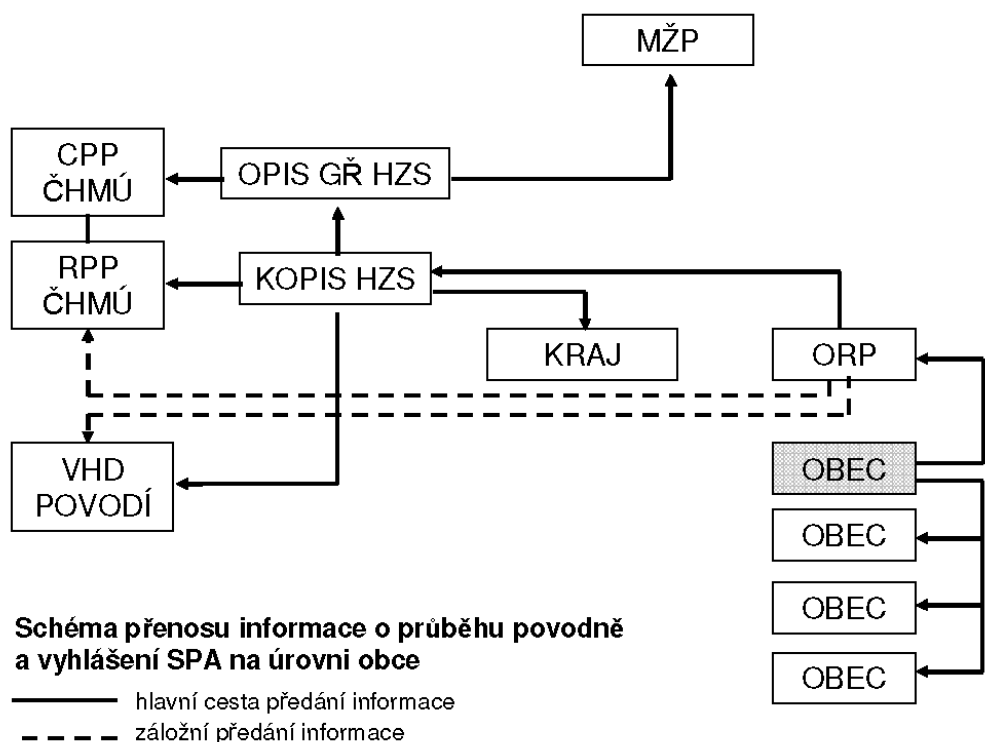 MŽP
CPP
ČHMÚ
OPIS GŘ HZS
RPP
ČHMÚ
KOPIS HZS
KRAJ
ORP
VHD
POVODÍ
OBEC
OBEC
OBEC
OBEC
Schéma přenosu informace o průběhu povodně
a vyhlášení SPA na úrovni obce
hlavní cesta předání informace
záložní předání informace